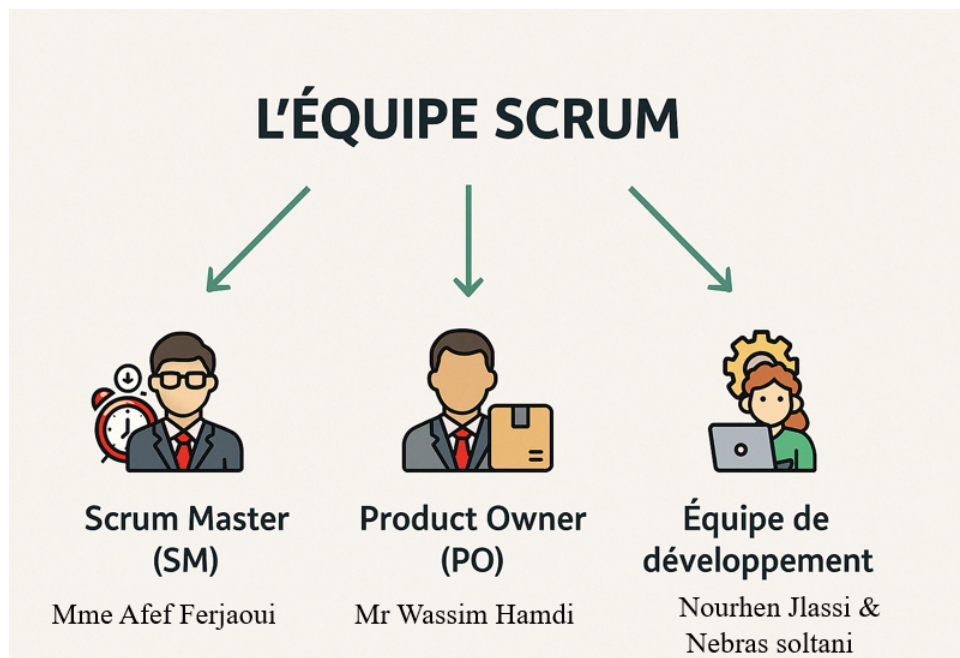 L'ÉQUIPE SCRUM
Scrum Master
(SM)
Mme Afef Ferjaoui
Product Owner
(PO)
Mr Wassim Hamdi
Équipe de
développement
Nourhen Jlassi &
Nebras soltani